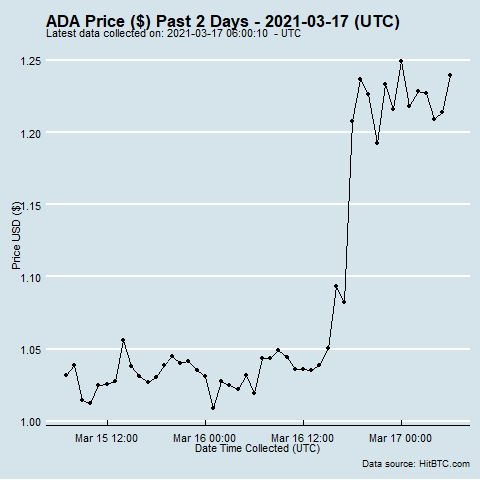 ADA Price ($) Past 2 Days - 2021-03-17 (UTC)
Latest data collected on: 2021-03-17 06:00:10 - UTC
Price USD ($)
1.25
1.20
1.15
1.10
1.05
1.00
Mar 15 12:00 Mar 16 00:00 Mar 16 12:00 Mar 17 00:00
Date Time Collected (UTC)
Data source: HitBTC.com